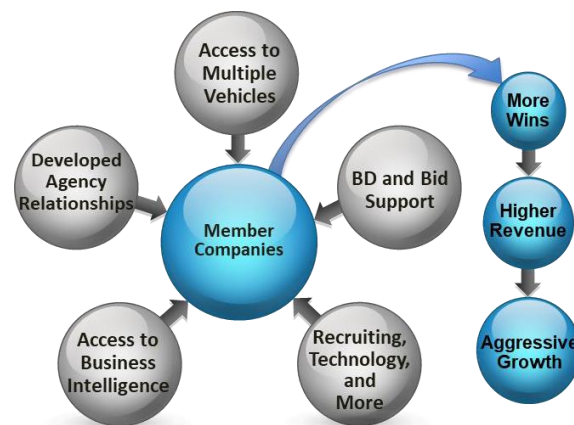 Access to
Multiple
Vehicles
Developed
Agency
Relationships
BD and Bid
Support
Member
Companies
Access to
Business
Intelligence
Recruiting,
Technology,
and
More
More
Wins
Higher
Revenue
Aggressive
Growth